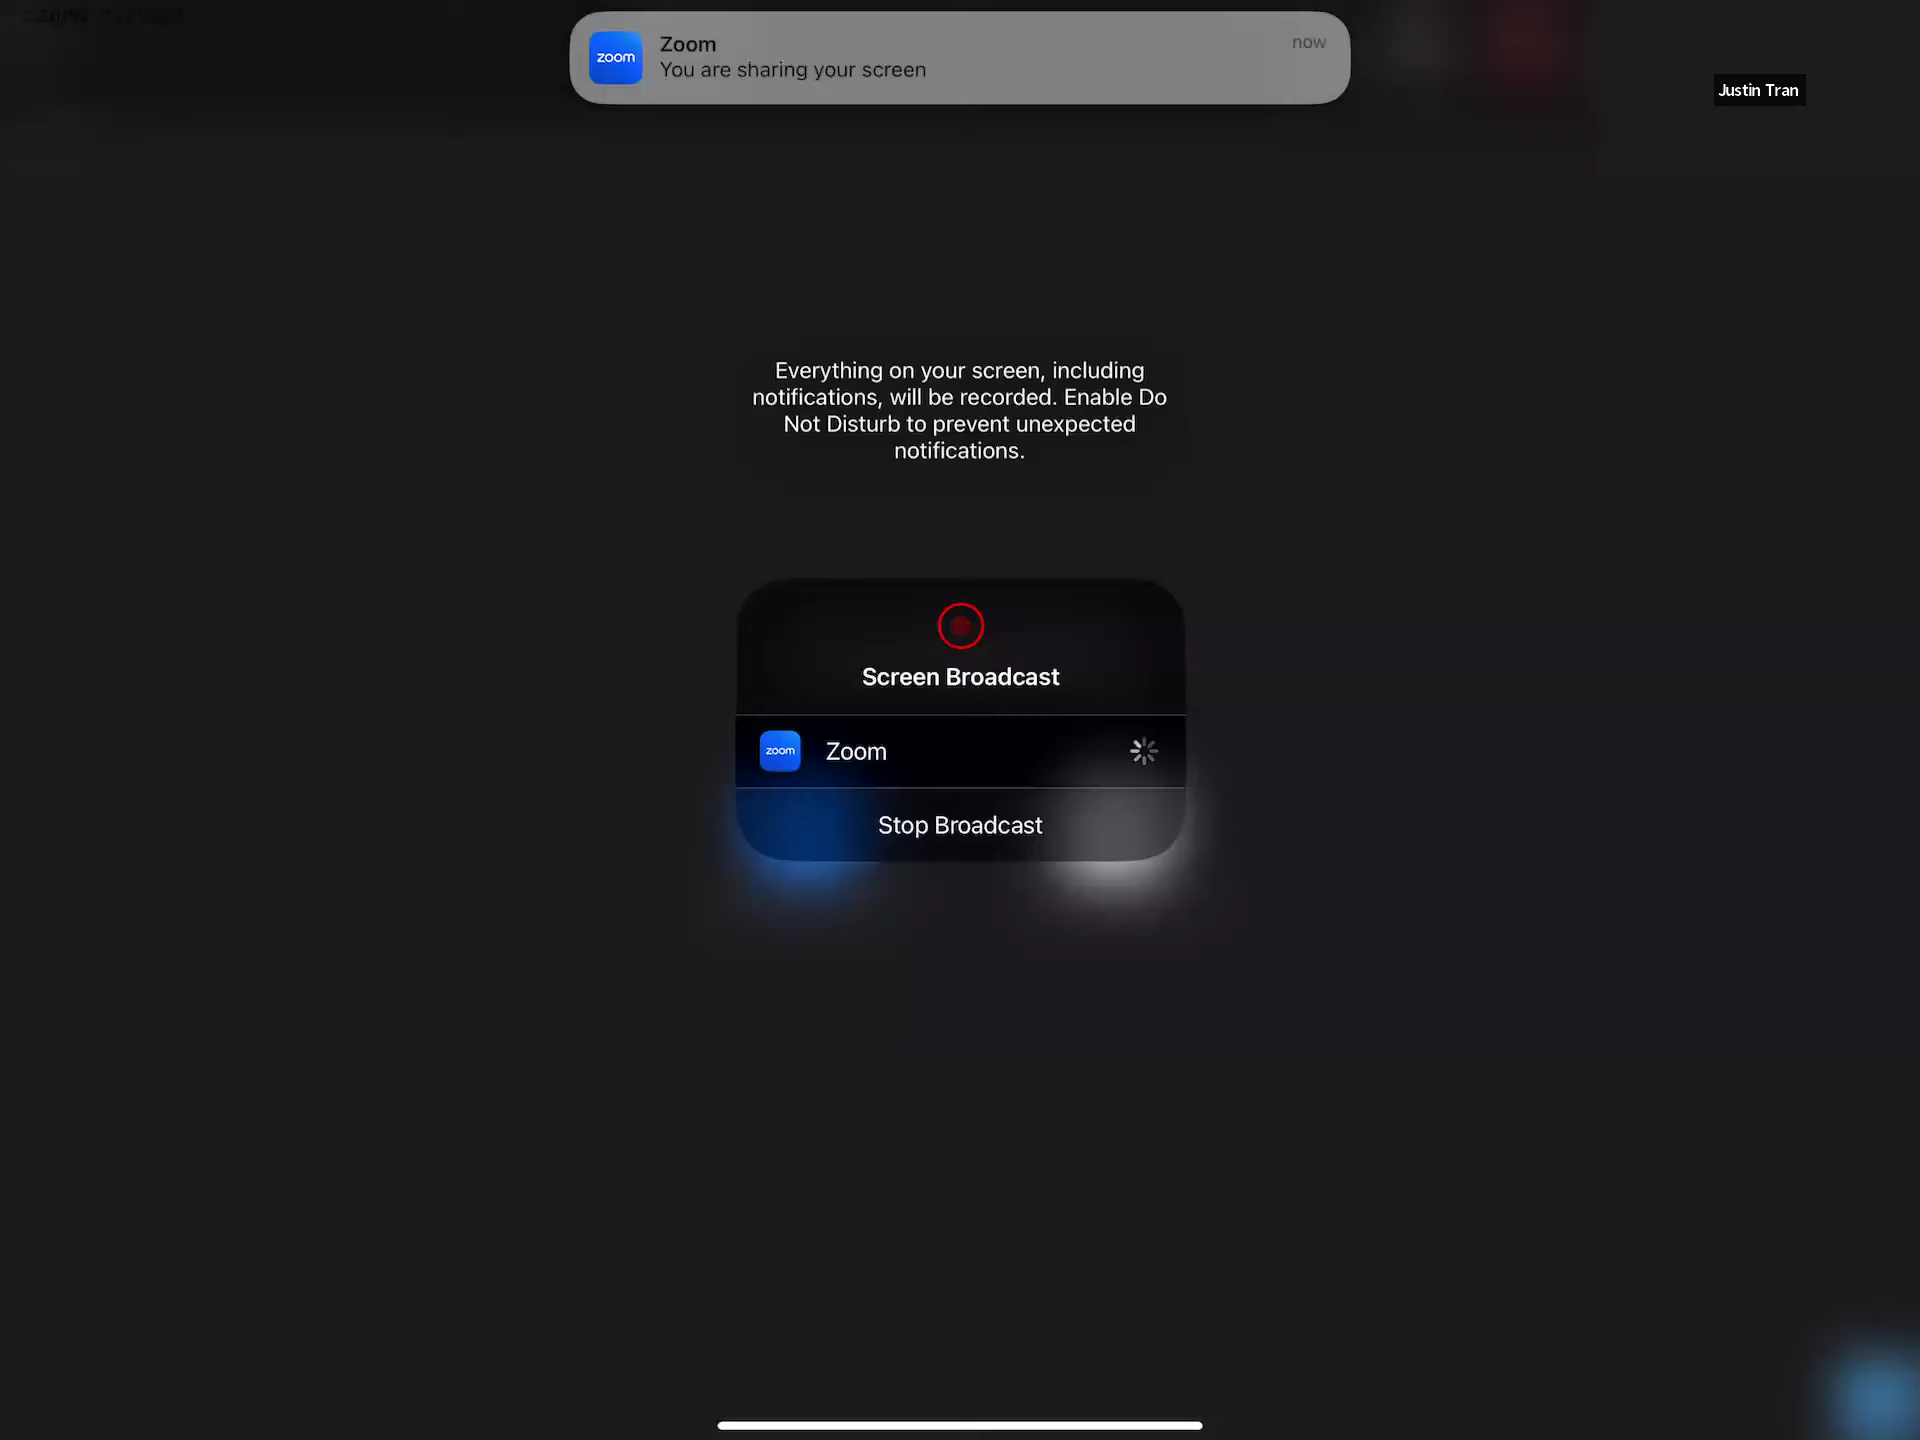 Zoom
now
zoom
You are sharing your screen
Justin Tran
Everything on your screen, including
notifications, will be recorded. Enable Do
Not Disturb to prevent unexpected
notifications.
Screen Broadcast
zoom
Zoom
Stop Broadcast